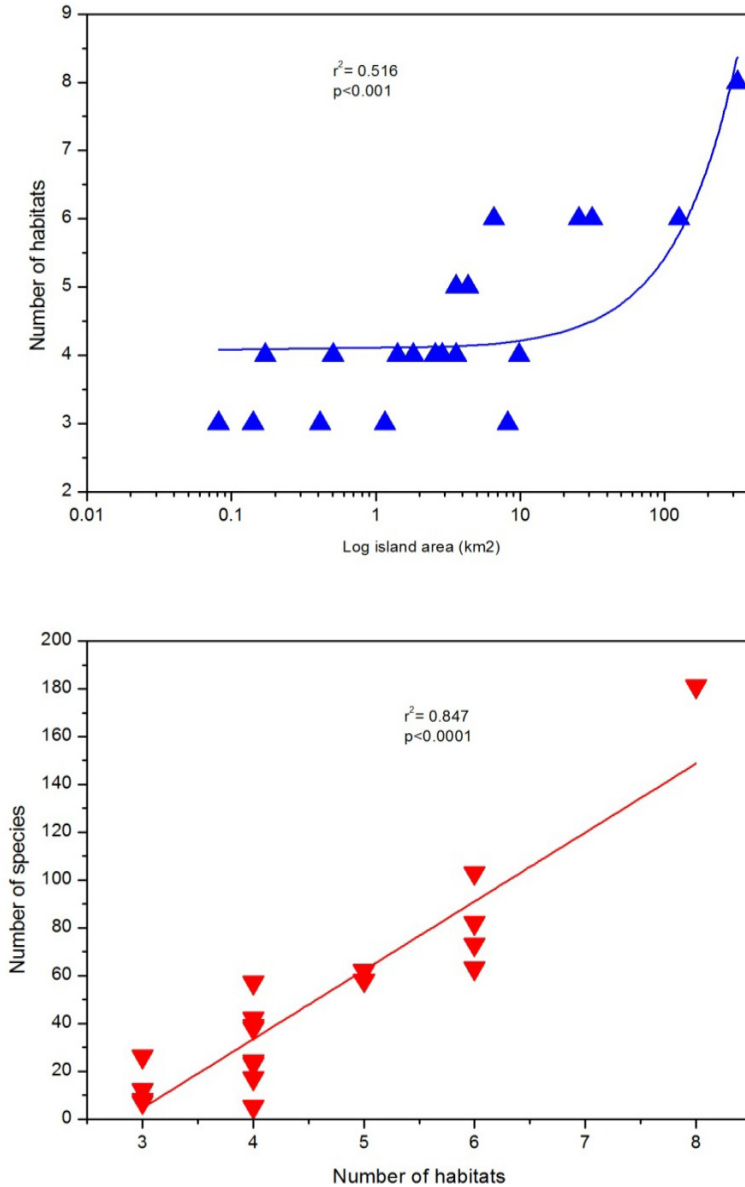 9
8
7
6
5
4
3
2
Number of habitats
r²= 0.516
p<0.001
0.01 0.1 1 10 100
Log island area (km2)
200
180
160
140
120
100
80
60
40
20
0
Number of species
r²= 0.847
p<0.0001
3 4 5 6 7 8
Number of habitats